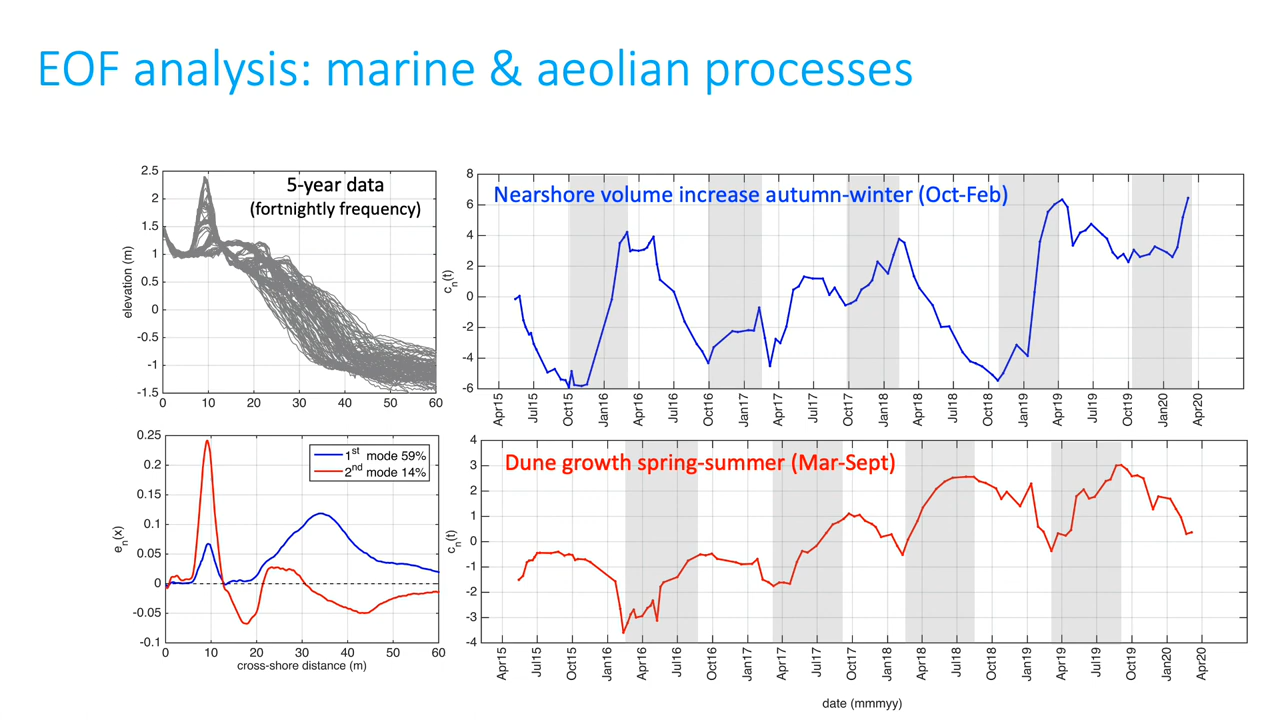 EOF analysis: marine & aeolian processes
5-year data
(fortnightly frequency)
elevation (m)
2.5
2
1.5
1
0.5
0
-0.5
-1
-1.5
0 10 20 30 40 50 60
Nearshore volume increase autumn-winter (Oct-Feb)
cn(t)
8
6
4
2
0
-2
-4
-6
Apr15 Jul15 Oct15 Jan16 Apr16 Jul16 Oct16 Jan17 Apr17 Jul17 Oct17 Jan18 Apr18 Jul18 Oct18 Jan19 Apr19 Jul19 Oct19 Jan20 Apr20
1st mode 59%
2nd mode 14%
en(x)
0.25
0.2
0.15
0.1
0.05
0
-0.05
-0.1
0 10 20 30 40 50 60
cross-shore distance (m)
Dune growth spring-summer (Mar-Sept)
cn(t)
4
3
2
1
0
-1
-2
-3
-4
Apr15 Jul15 Oct15 Jan16 Apr16 Jul16 Oct16 Jan17 Apr17 Jul17 Oct17 Jan18 Apr18 Jul18 Oct18 Jan19 Apr19 Jul19 Oct19 Jan20 Apr20
date (mmmyy)